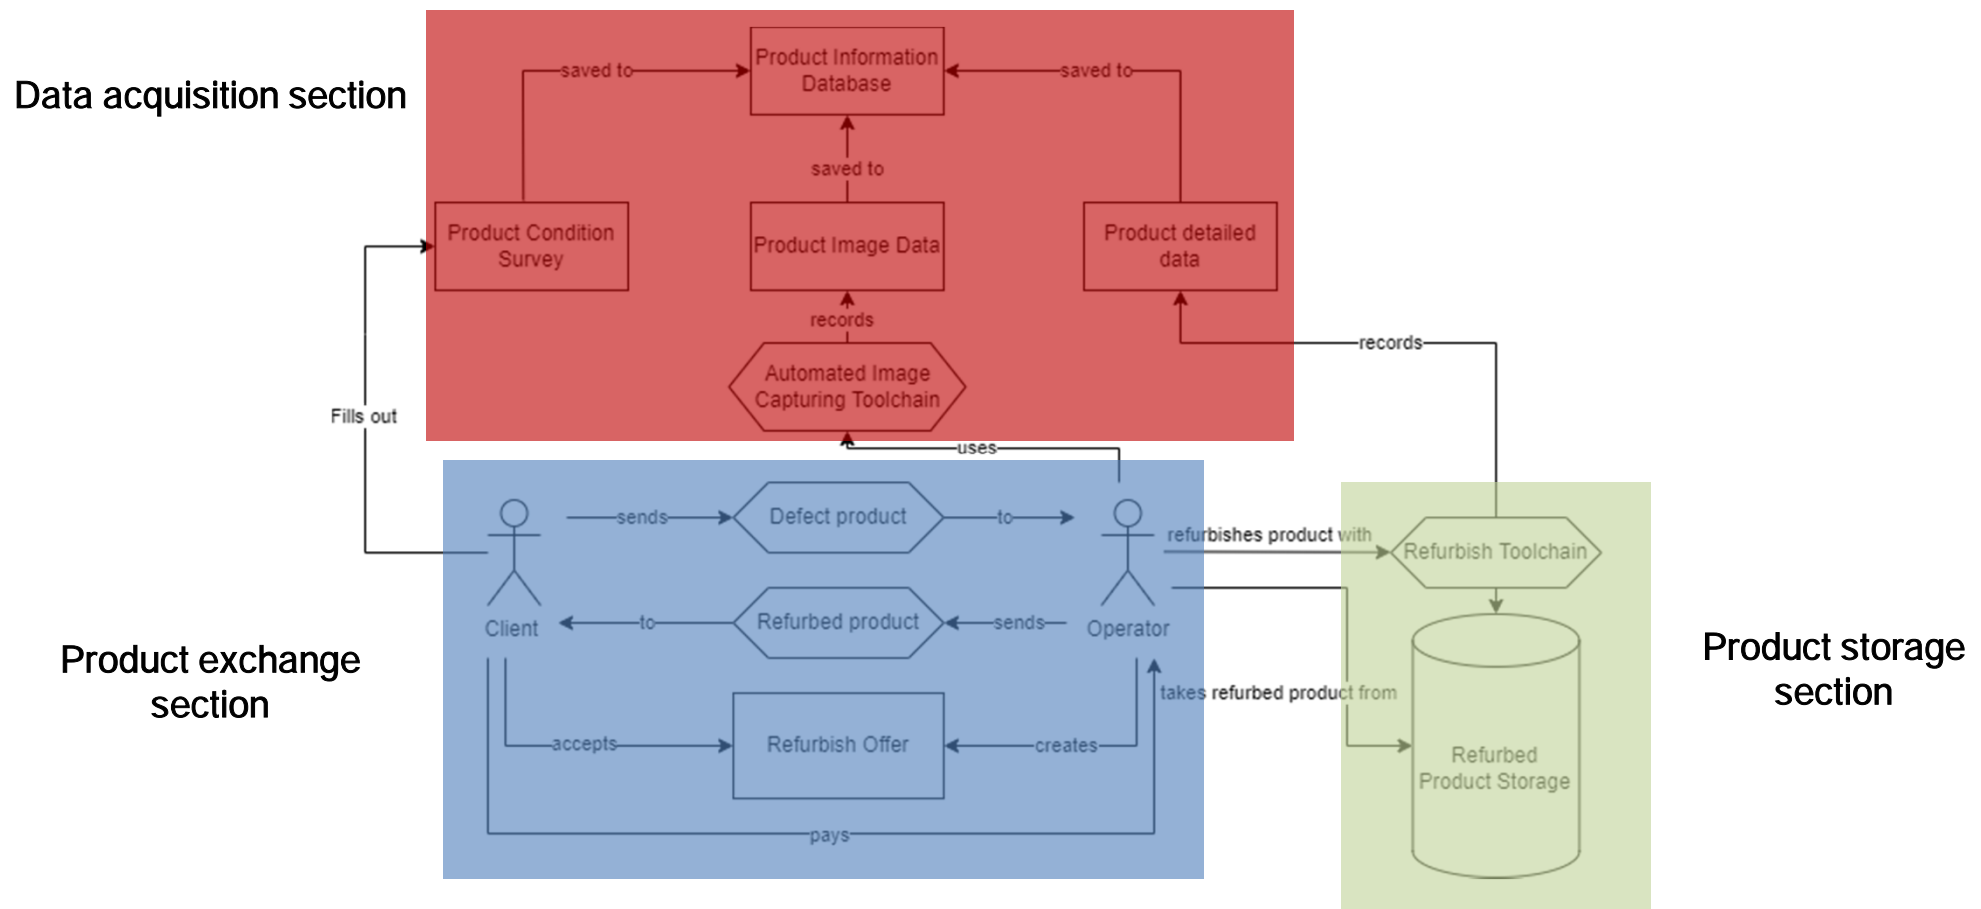 Data acquisition section
Product Information
Database
saved to
saved to
saved to
Product Condition
Survey
Product Image Data
Product detailed
data
records
records
Automated Image
Capturing Toolchain
Fills out
uses
sends
Defect product
to
refurbishes product with
Refurbish Toolchain
Client
to
Refurbed product
sends
Operator
Product exchange
section
Product storage
section
takes refurbed product from
accepts
Refurbish Offer
creates
Refurbed
Product Storage
pays